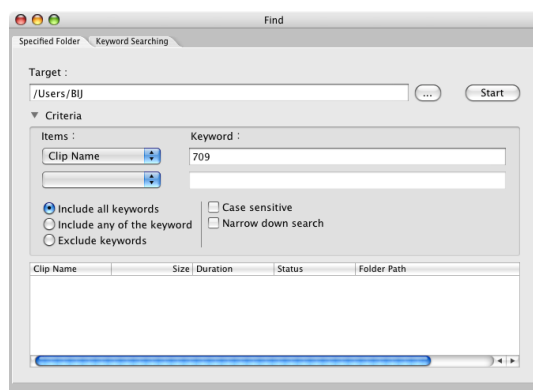 Find
Specified Folder Keyword Searching
Target :
/Users/BIJ ... Start
Criteria
Items : Keyword :
Clip Name 709
Include all keywords Case sensitive
Include any of the keyword Narrow down search
Exclude keywords
Clip Name Size Duration Status Folder Path